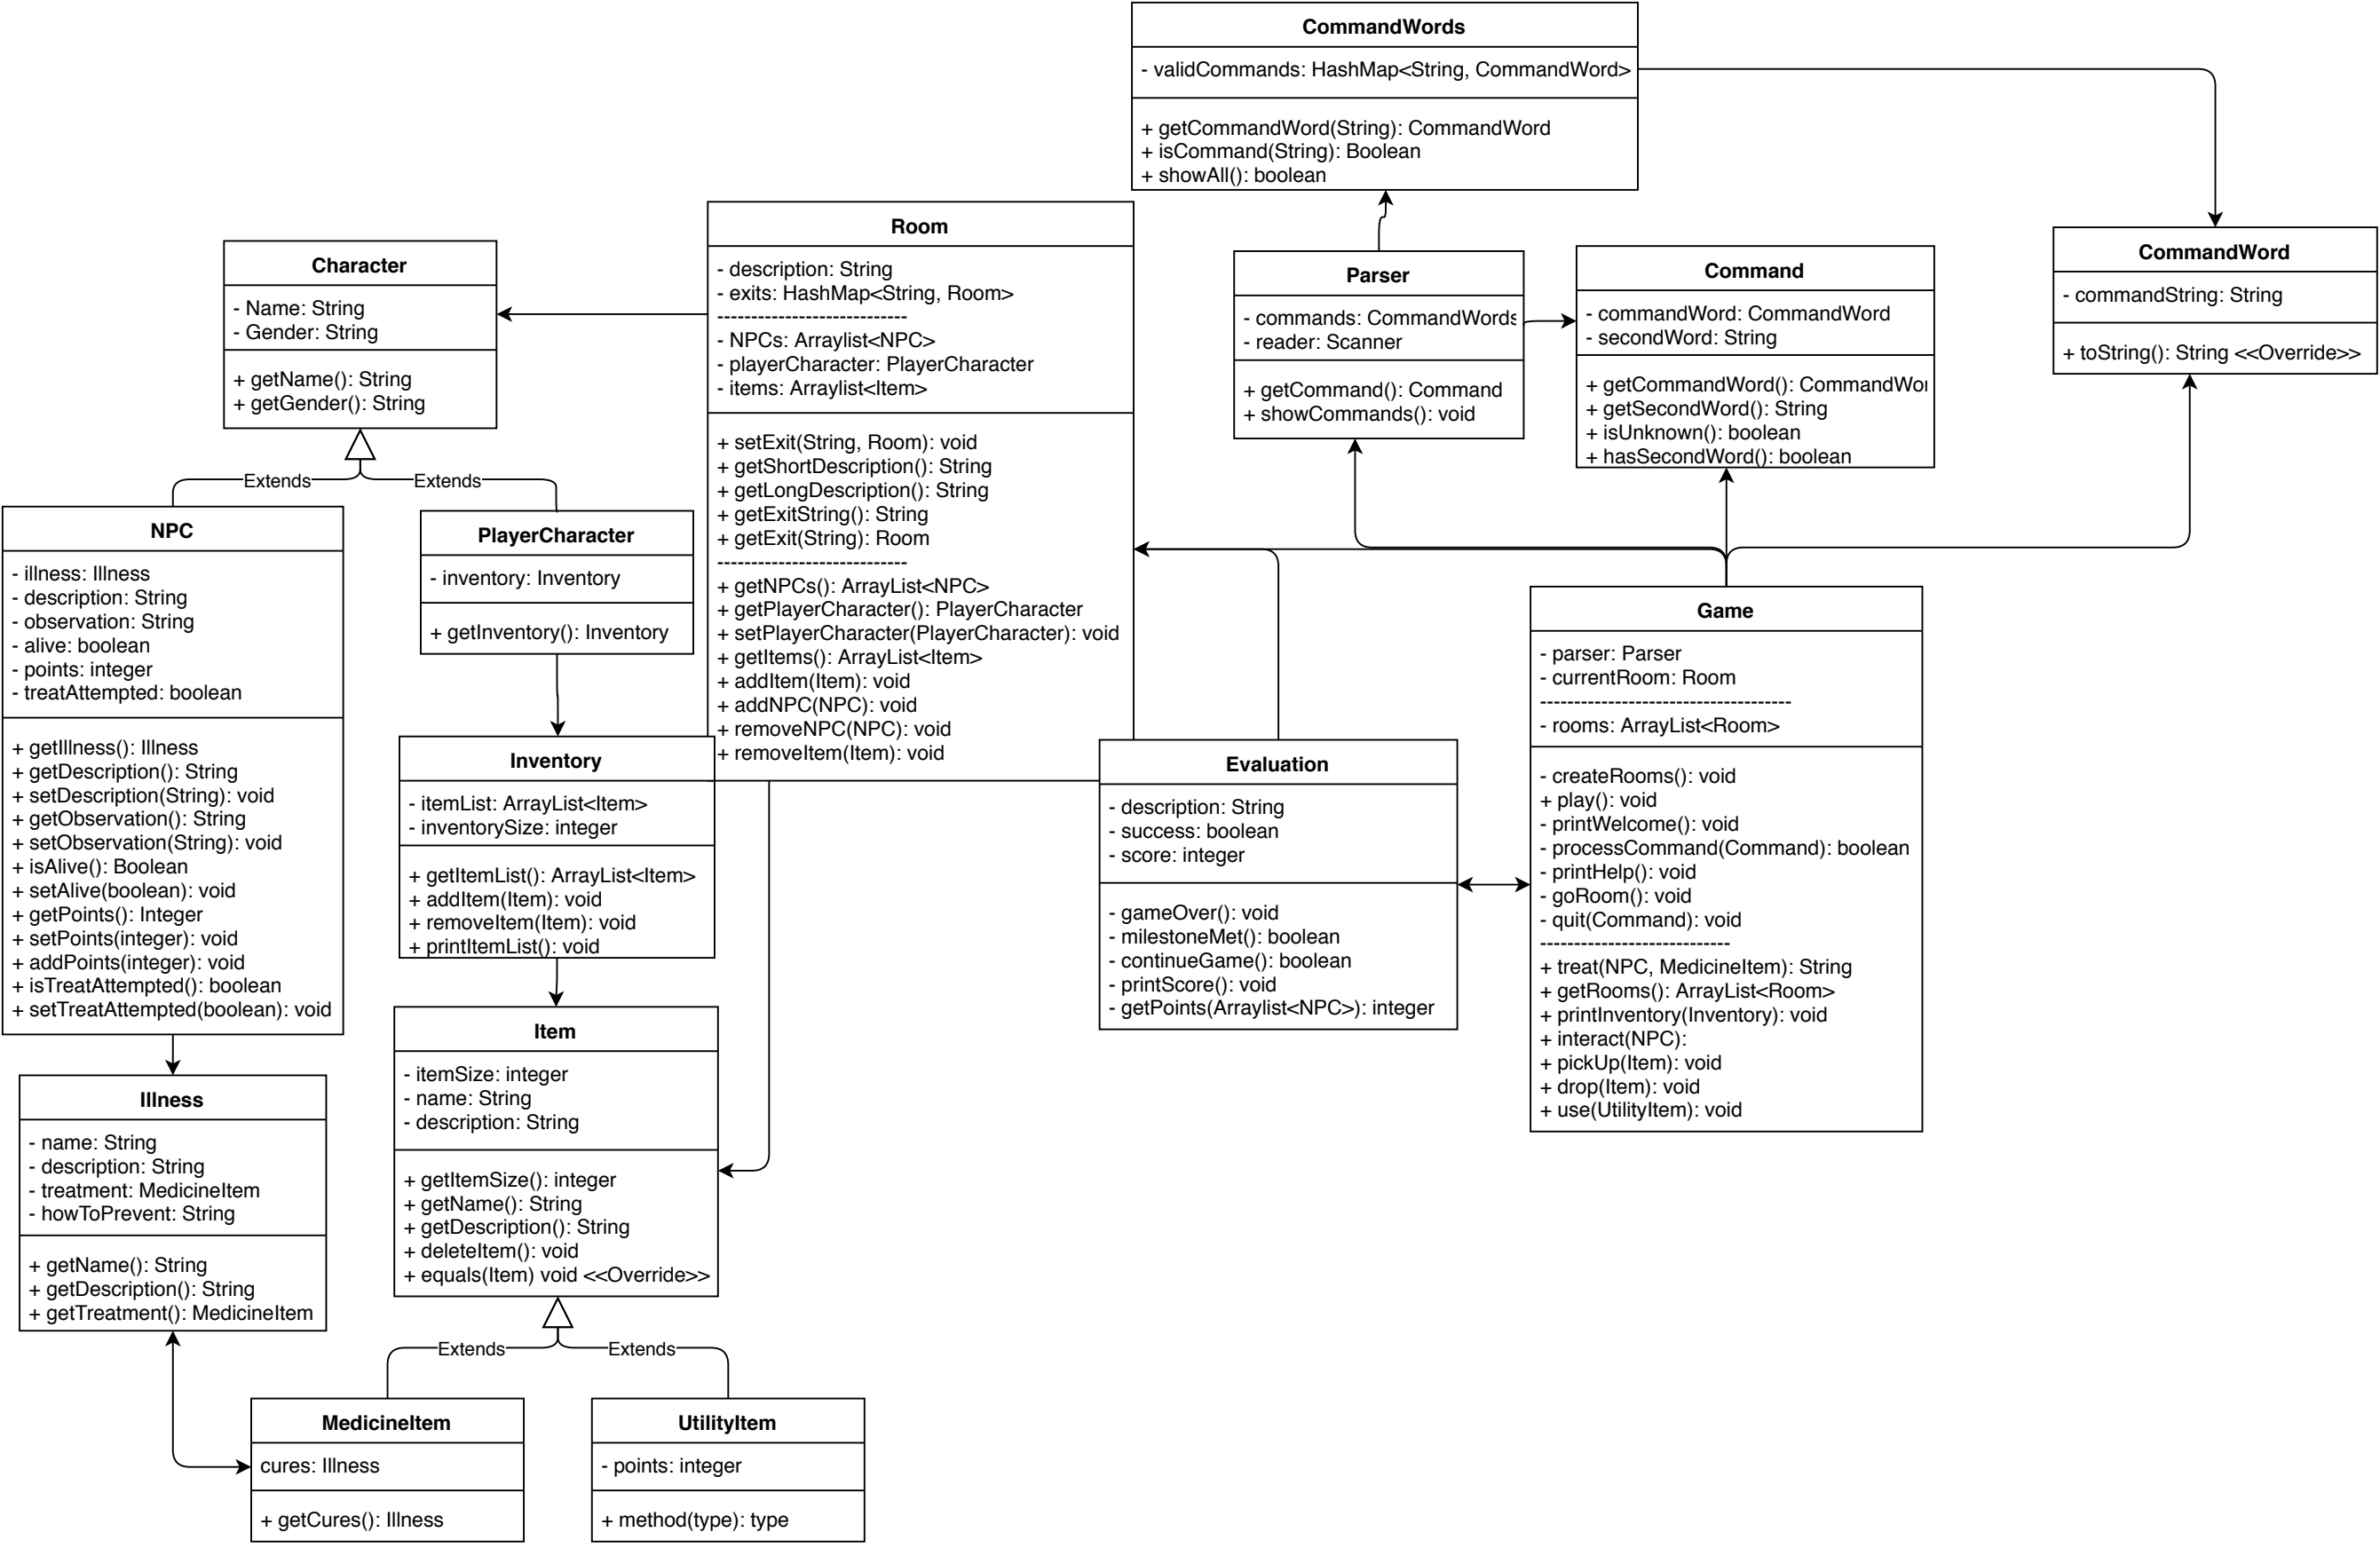 CommandWords
- validCommands: HashMap<String, CommandWord>
+ getCommandWord(String): CommandWord
+ isCommand(String): Boolean
+ showAll(): boolean
Room
- description: String
- exits: HashMap<String, Room>
----------------------------
- NPCs: Arraylist<NPC>
- playerCharacter: PlayerCharacter
- items: Arraylist<Item>
+ setExit(String, Room): void
+ getShortDescription(): String
+ getLongDescription(): String
+ getExitString(): String
+ getExit(String): Room
----------------------------
+ getNPCs(): ArrayList<NPC>
+ getPlayerCharacter(): PlayerCharacter
+ setPlayerCharacter(PlayerCharacter): void
+ getItems(): ArrayList<Item>
+ addItem(Item): void
+ addNPC(NPC): void
+ removeNPC(NPC): void
+ removeItem(Item): void
Character
- Name: String
- Gender: String
+ getName(): String
+ getGender(): String
Extends
Extends
Parser
- commands: CommandWords
- reader: Scanner
+ getCommand(): Command
+ showCommands(): void
Command
- commandWord: CommandWord
- secondWord: String
+ getCommandWord(): CommandWor
+ getSecondWord(): String
+ isUnknown(): boolean
+ hasSecondWord(): boolean
CommandWord
- commandString: String
+ toString(): String <<Override>>
NPC
- illness: Illness
- description: String
- observation: String
- alive: boolean
- points: integer
- treatAttempted: boolean
+ getIllness(): Illness
+ getDescription(): String
+ setDescription(String): void
+ getObservation(): String
+ setObservation(String): void
+ isAlive(): Boolean
+ setAlive(boolean): void
+ getPoints(): Integer
+ setPoints(integer): void
+ addPoints(integer): void
+ isTreatAttempted(): boolean
+ setTreatAttempted(boolean): void
PlayerCharacter
- inventory: Inventory
+ getInventory(): Inventory
Inventory
- itemList: ArrayList<Item>
- inventorySize: integer
+ getItemList(): ArrayList<Item>
+ addItem(Item): void
+ removeItem(Item): void
+ printItemList(): void
Evaluation
- description: String
- success: boolean
- score: integer
- gameOver(): void
- milestoneMet(): boolean
- continueGame(): boolean
- printScore(): void
- getPoints(Arraylist<NPC>): integer
Game
- parser: Parser
- currentRoom: Room
-------------------------------------
- rooms: ArrayList<Room>
- createRooms(): void
+ play(): void
- printWelcome(): void
- processCommand(Command): boolean
- printHelp(): void
- goRoom(): void
- quit(Command): void
----------------------------
+ treat(NPC, MedicineItem): String
+ getRooms(): ArrayList<Room>
+ printInventory(Inventory): void
+ interact(NPC):
+ pickUp(Item): void
+ drop(Item): void
+ use(UtilityItem): void
Illness
- name: String
- description: String
- treatment: MedicineItem
- howToPrevent: String
+ getName(): String
+ getDescription(): String
+ getTreatment(): MedicineItem
Item
- itemSize: integer
- name: String
- description: String
+ getItemSize(): integer
+ getName(): String
+ getDescription(): String
+ deleteItem(): void
+ equals(Item) void <<Override>>
Extends
Extends
MedicineItem
cures: Illness
+ getCures(): Illness
UtilityItem
- points: integer
+ method(type): type